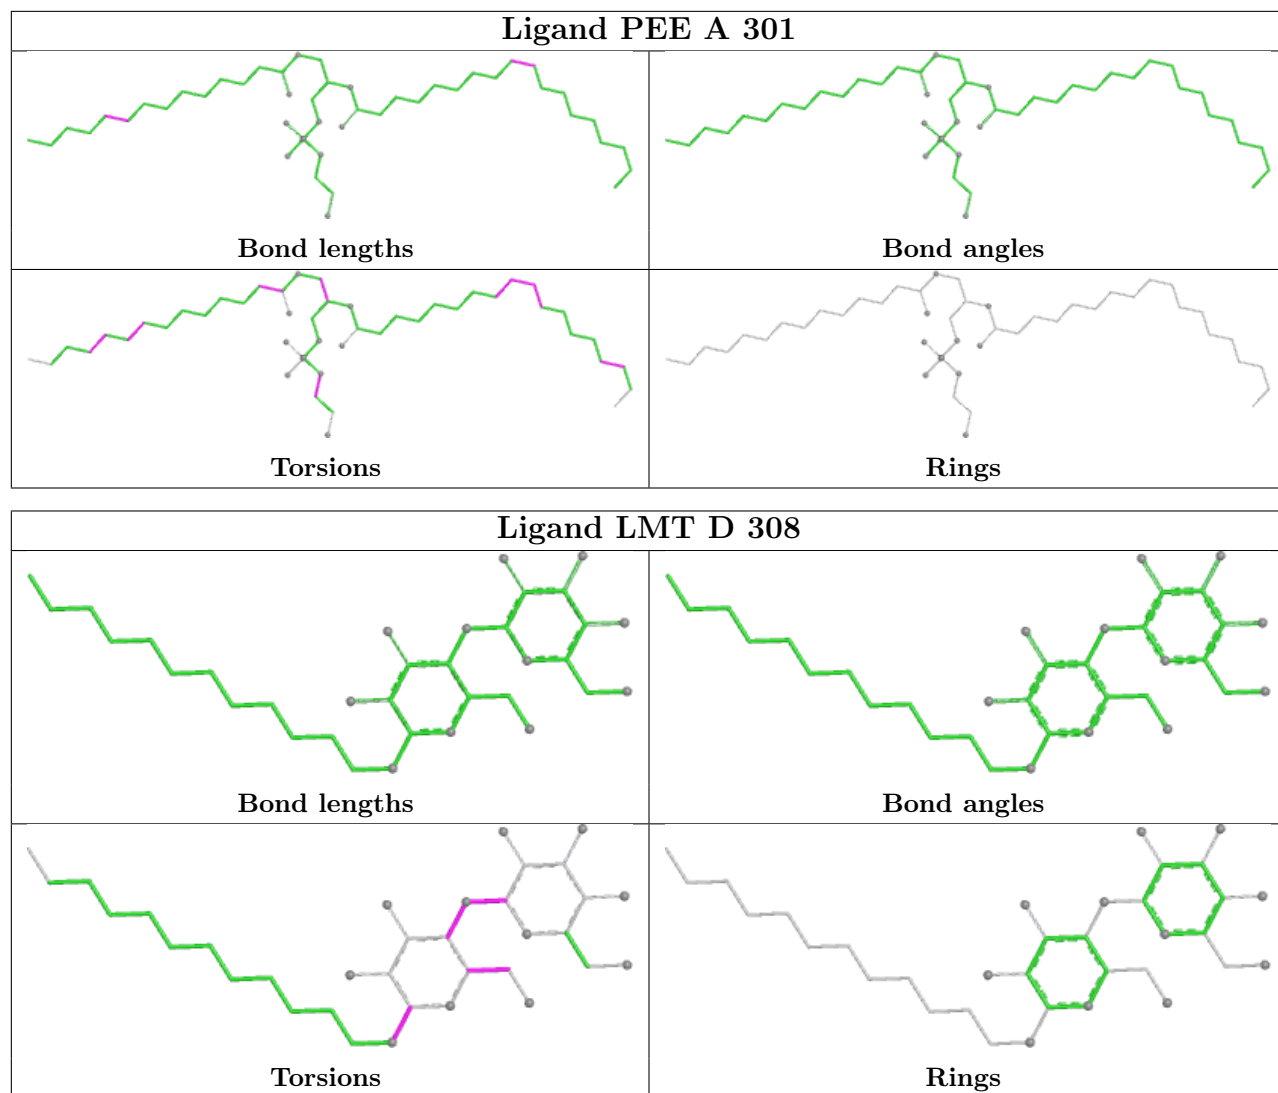 Ligand PEE A 301
Bond lengths
Bond angles
Torsions
Rings
Ligand LMT D 308
Bond lengths
Bond angles
Torsions
Rings